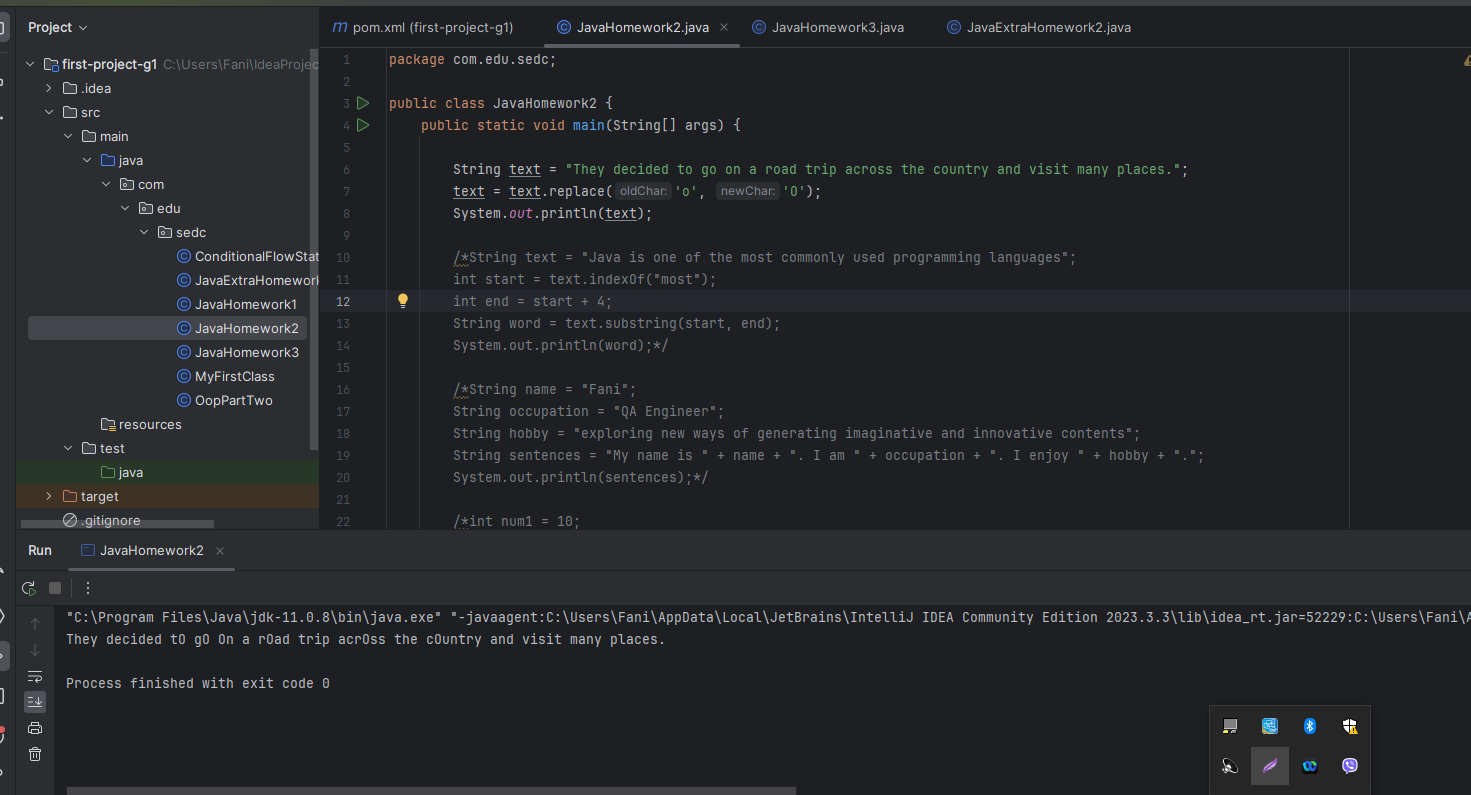 Project
pom.xml (first-project-g1)
JavaHomework2.java
JavaHomework3.java
JavaExtraHomework2.java
first-project-g1 C:\Users\Fani\IdeaProjec
.idea
src
main
java
com
edu
sedc
ConditionalFlowStat
JavaExtraHomework
JavaHomework1
JavaHomework2
JavaHomework3
MyFirstClass
OopPartTwo
resources
test
java
target
.gitignore
1 package com.edu.sedc;
2
3 public class JavaHomework2 {
4 public static void main(String[] args) {
5
6 String text = "They decided to go on a road trip across the country and visit many places.";
7 text = text.replace( oldChar: 'o', newChar: 'O');
8 System.out.println(text);
9
10 /*String text = "Java is one of the most commonly used programming languages";
11 int start = text.indexOf("most");
12 int end = start + 4;
13 String word = text.substring(start, end);
14 System.out.println(word);*/
15
16 /*String name = "Fani";
17 String occupation = "QA Engineer";
18 String hobby = "exploring new ways of generating imaginative and innovative contents";
19 String sentences = "My name is " + name + ". I am " + occupation + ". I enjoy " + hobby + ".";
20 System.out.println(sentences);*/
21
22 /*int num1 = 10;
Run
JavaHomework2
"C:\Program Files\Java\jdk-11.0.8\bin\java.exe" "-javaagent:C:\Users\Fani\AppData\Local\JetBrains\IntelliJ IDEA Community Edition 2023.3.3\lib\idea_rt.jar=52229:C:\Users\Fani\A
They decided tO gO On a rOad trip acrOss the cOuntry and visit many places.
Process finished with exit code 0